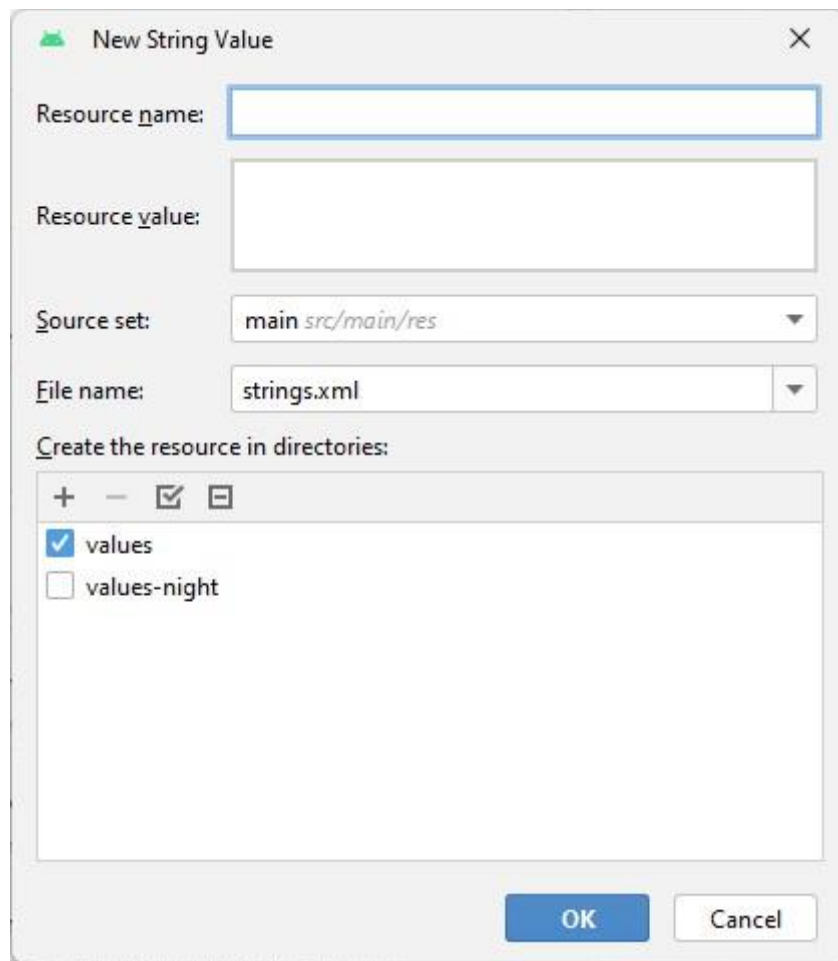 New String Value
Resource name:
Resource value:
Source set: main src/main/res
File name: strings.xml
Create the resource in directories:
values
values-night
OK Cancel